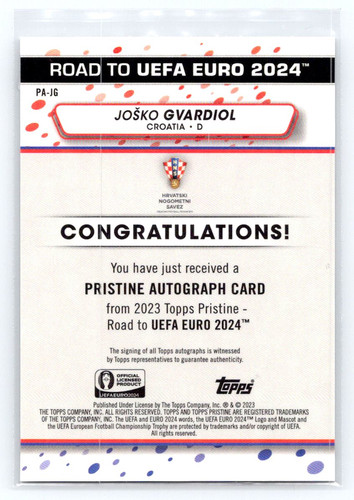 ROAD TO UEFA EURO 2024™
PA-JG
JOŠKO GVARDIOL
CROATIA • D
HRVATSKI
NOGOMETNI
SAVEZ
CONGRATULATIONS!
You have just received a
PRISTINE AUTOGRAPH CARD
from 2023 Topps Pristine -
Road to UEFA EURO 2024™
The signing of all Topps autographs is witnessed
by Topps representatives to guarantee authenticity.
OFFICIAL
LICENSED
PRODUCT
UEFA EURO2024
Topps
Published Under License by The Topps Company, Inc. ® & © 2023
THE TOPPS COMPANY, INC. ALL RIGHTS RESERVED. TOPPS AND TOPPS PRISTINE ARE REGISTERED TRADEMARKS
OF THE TOPPS COMPANY, INC. The UEFA and EURO 2024 words, the UEFA EURO 2024™ Logo and Mascot and
the UEFA European Football Championship Trophy are protected by trademarks and/or copyright of UEFA.
All rights reserved.